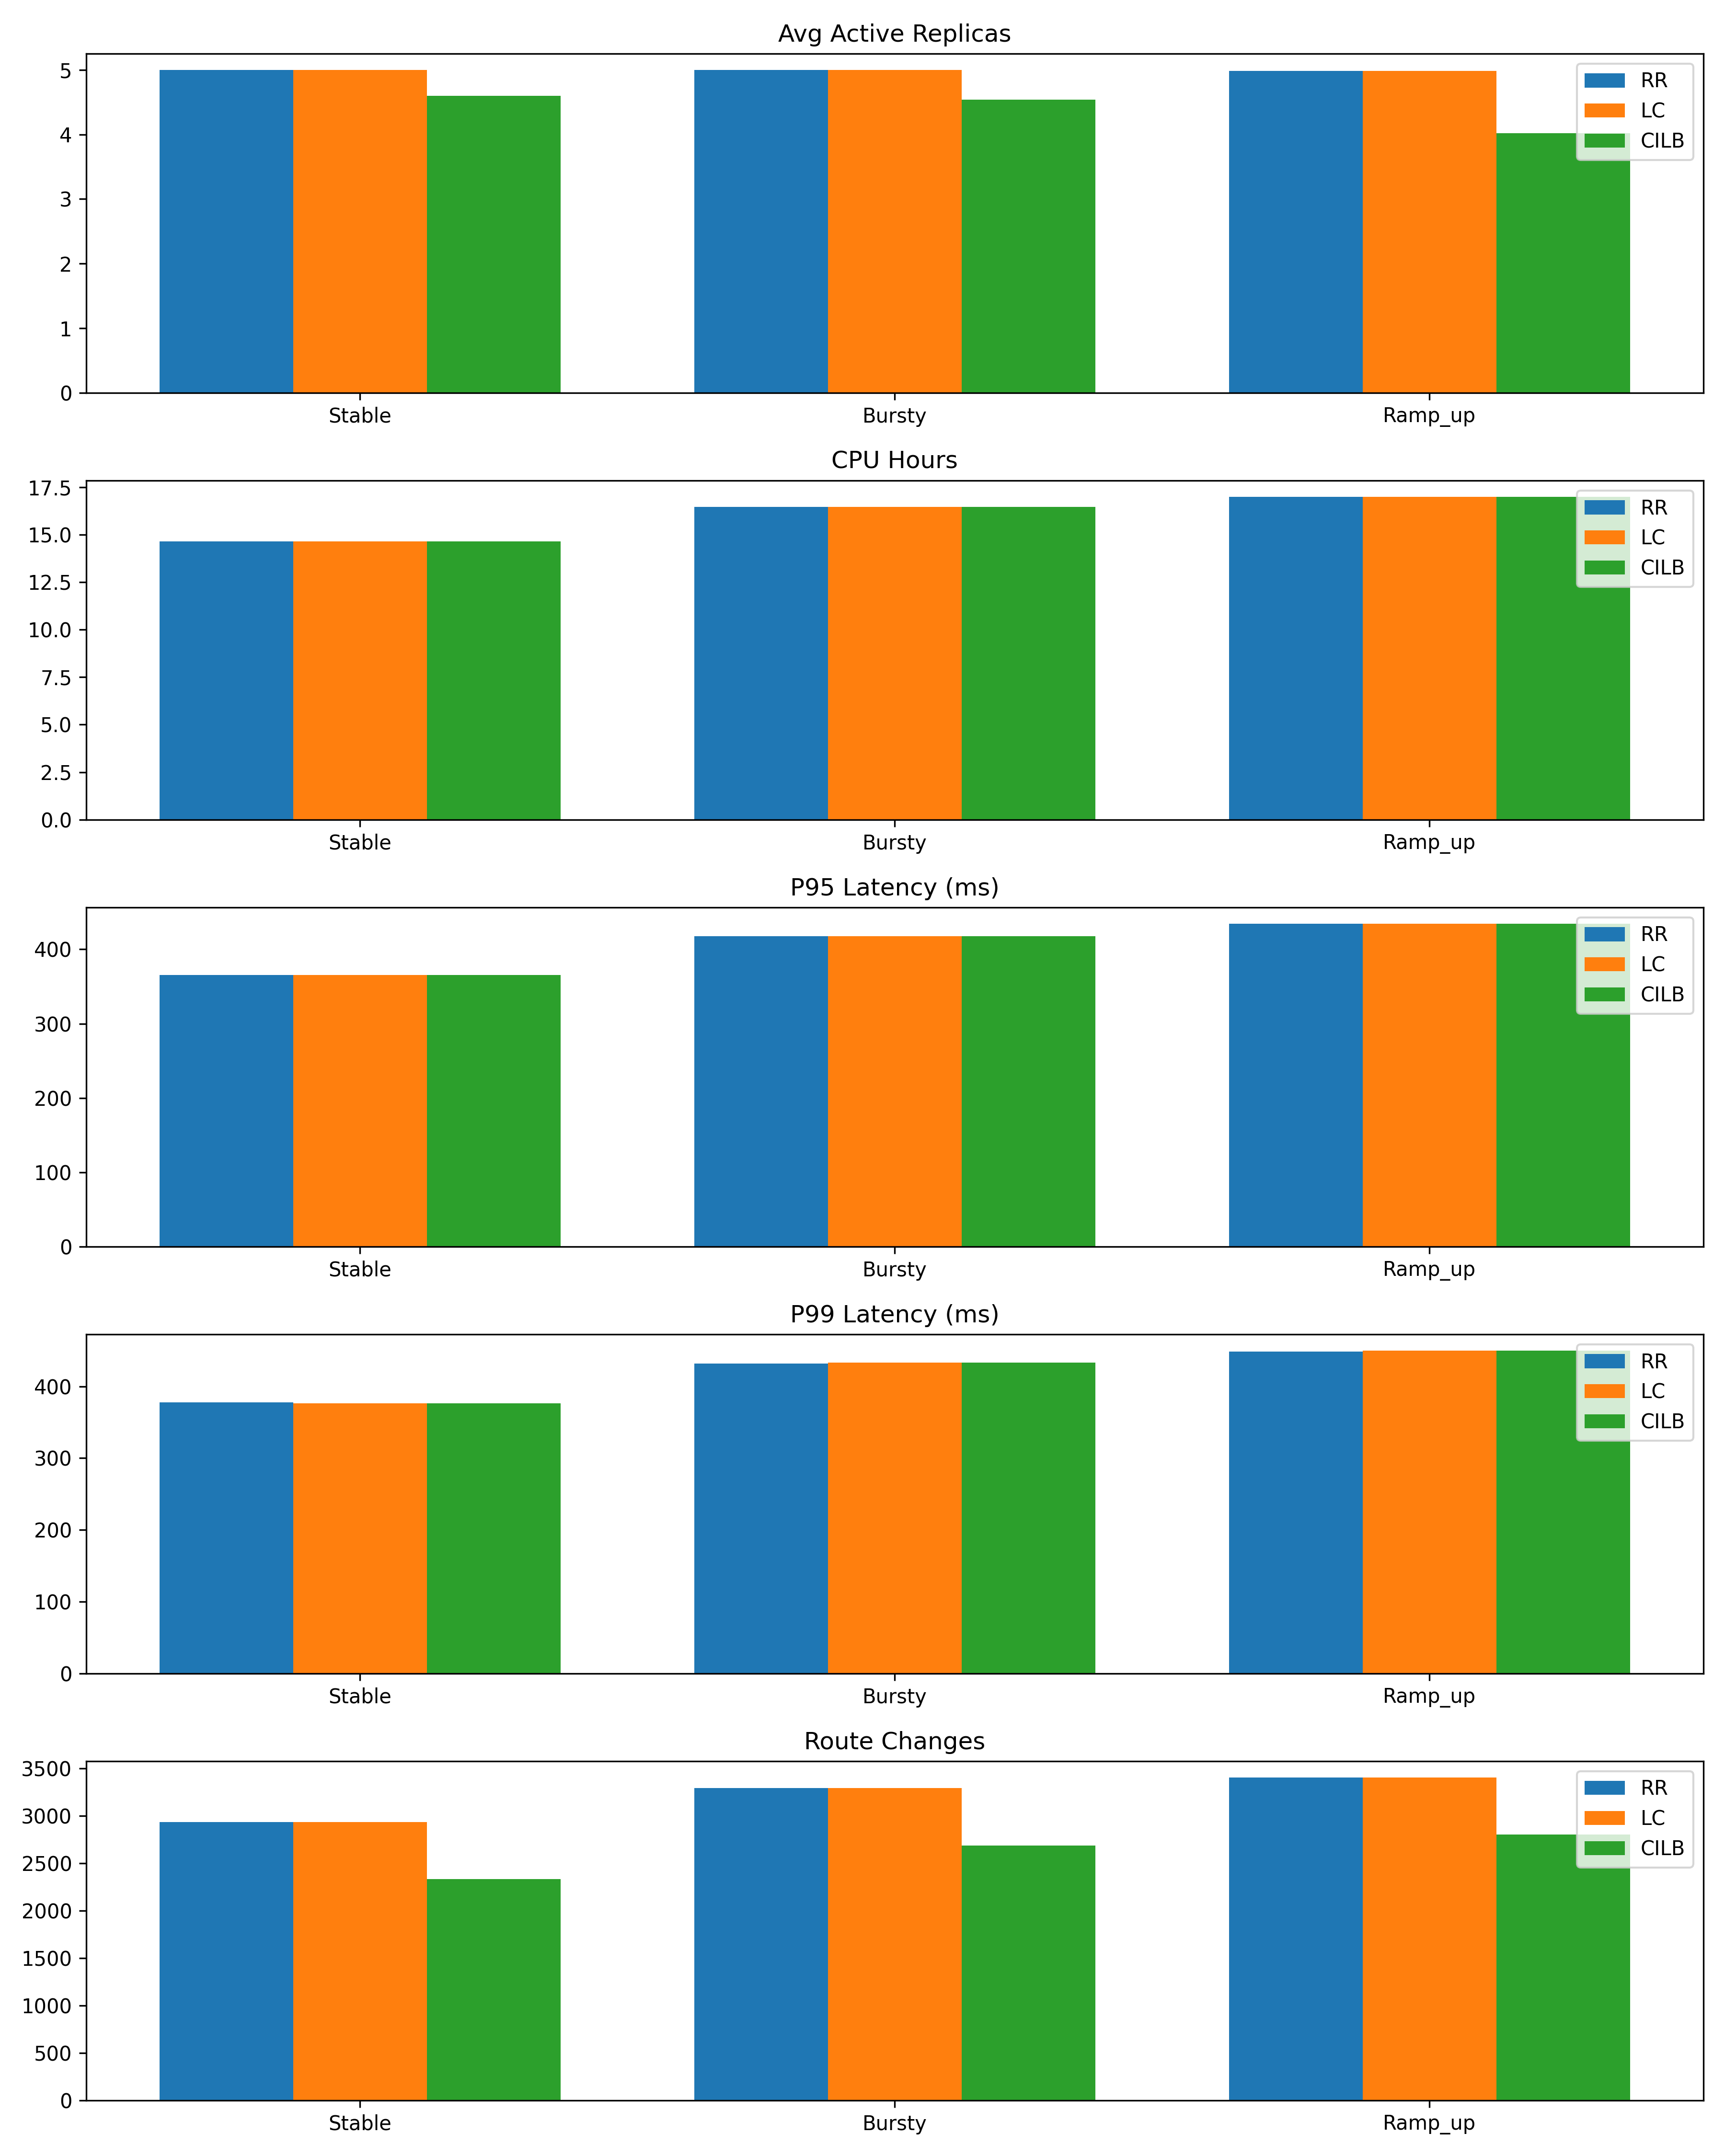 Avg Active Replicas
5
4
3
2
1
0
RR
LC
CILB
Stable Bursty Ramp_up
CPU Hours
17.5
15.0
12.5
10.0
7.5
5.0
2.5
0.0
RR
LC
CILB
Stable Bursty Ramp_up
P95 Latency (ms)
400
300
200
100
0
RR
LC
CILB
Stable Bursty Ramp_up
P99 Latency (ms)
400
300
200
100
0
RR
LC
CILB
Stable Bursty Ramp_up
Route Changes
3500
3000
2500
2000
1500
1000
500
0
RR
LC
CILB
Stable Bursty Ramp_up